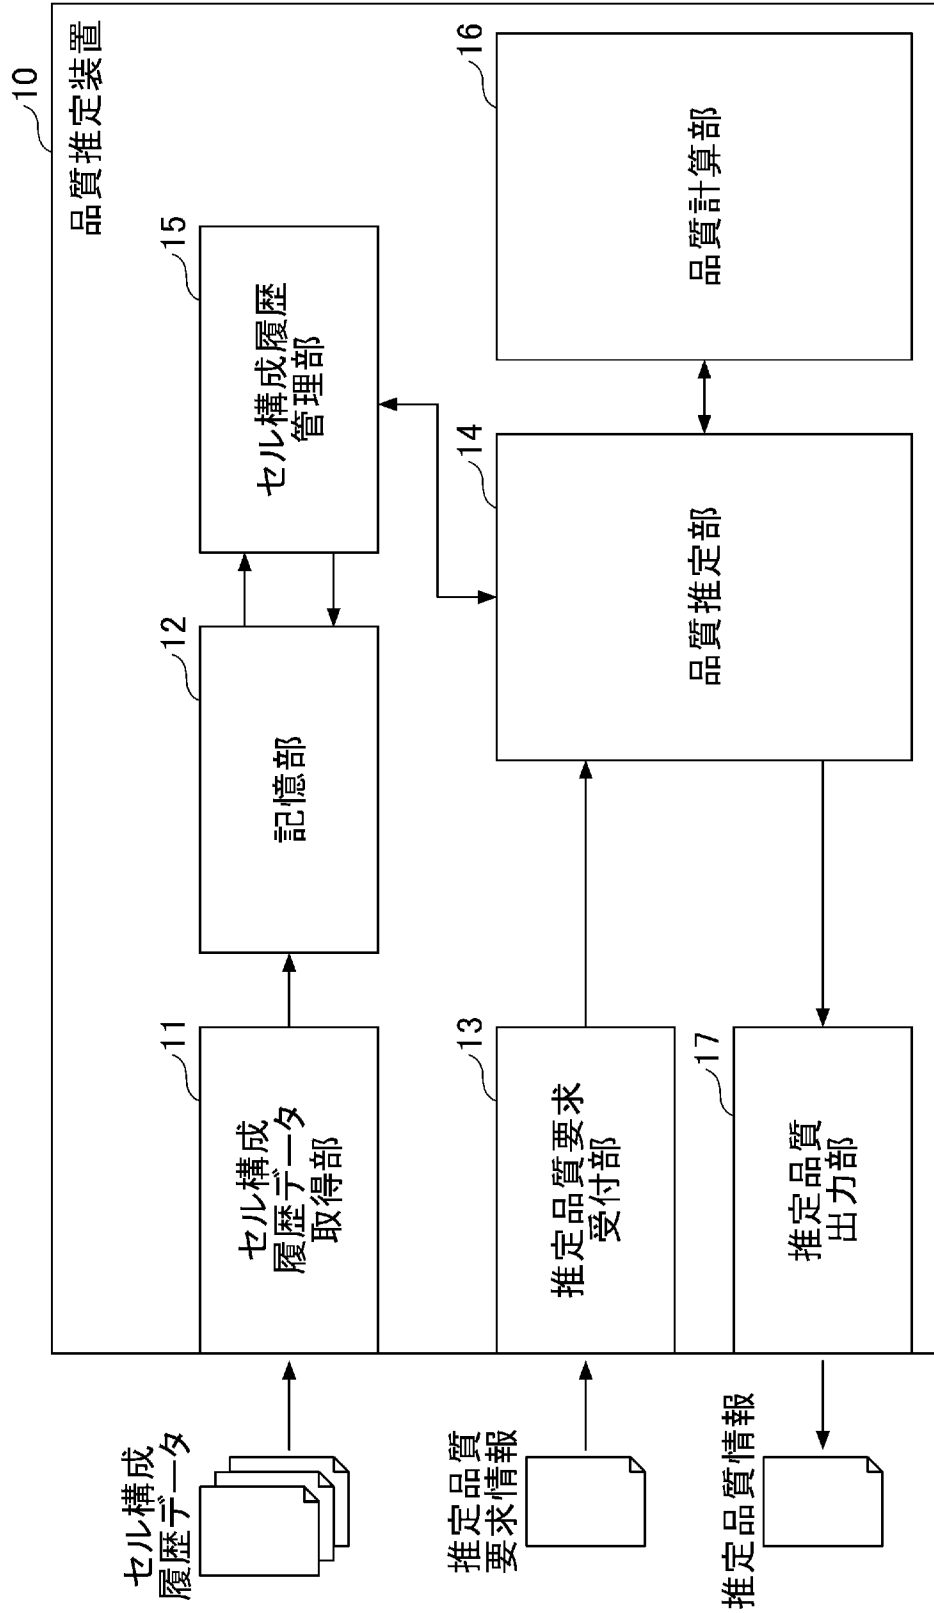 10
品質推定装置
セル構成
履歴データ
11
セル構成
履歴データ
取得部
12
記憶部
15
セル構成履歴
管理部
推定品質
要求情報
13
推定品質要求
受付部
14
品質推定部
16
品質計算部
推定品質情報
17
推定品質
出力部